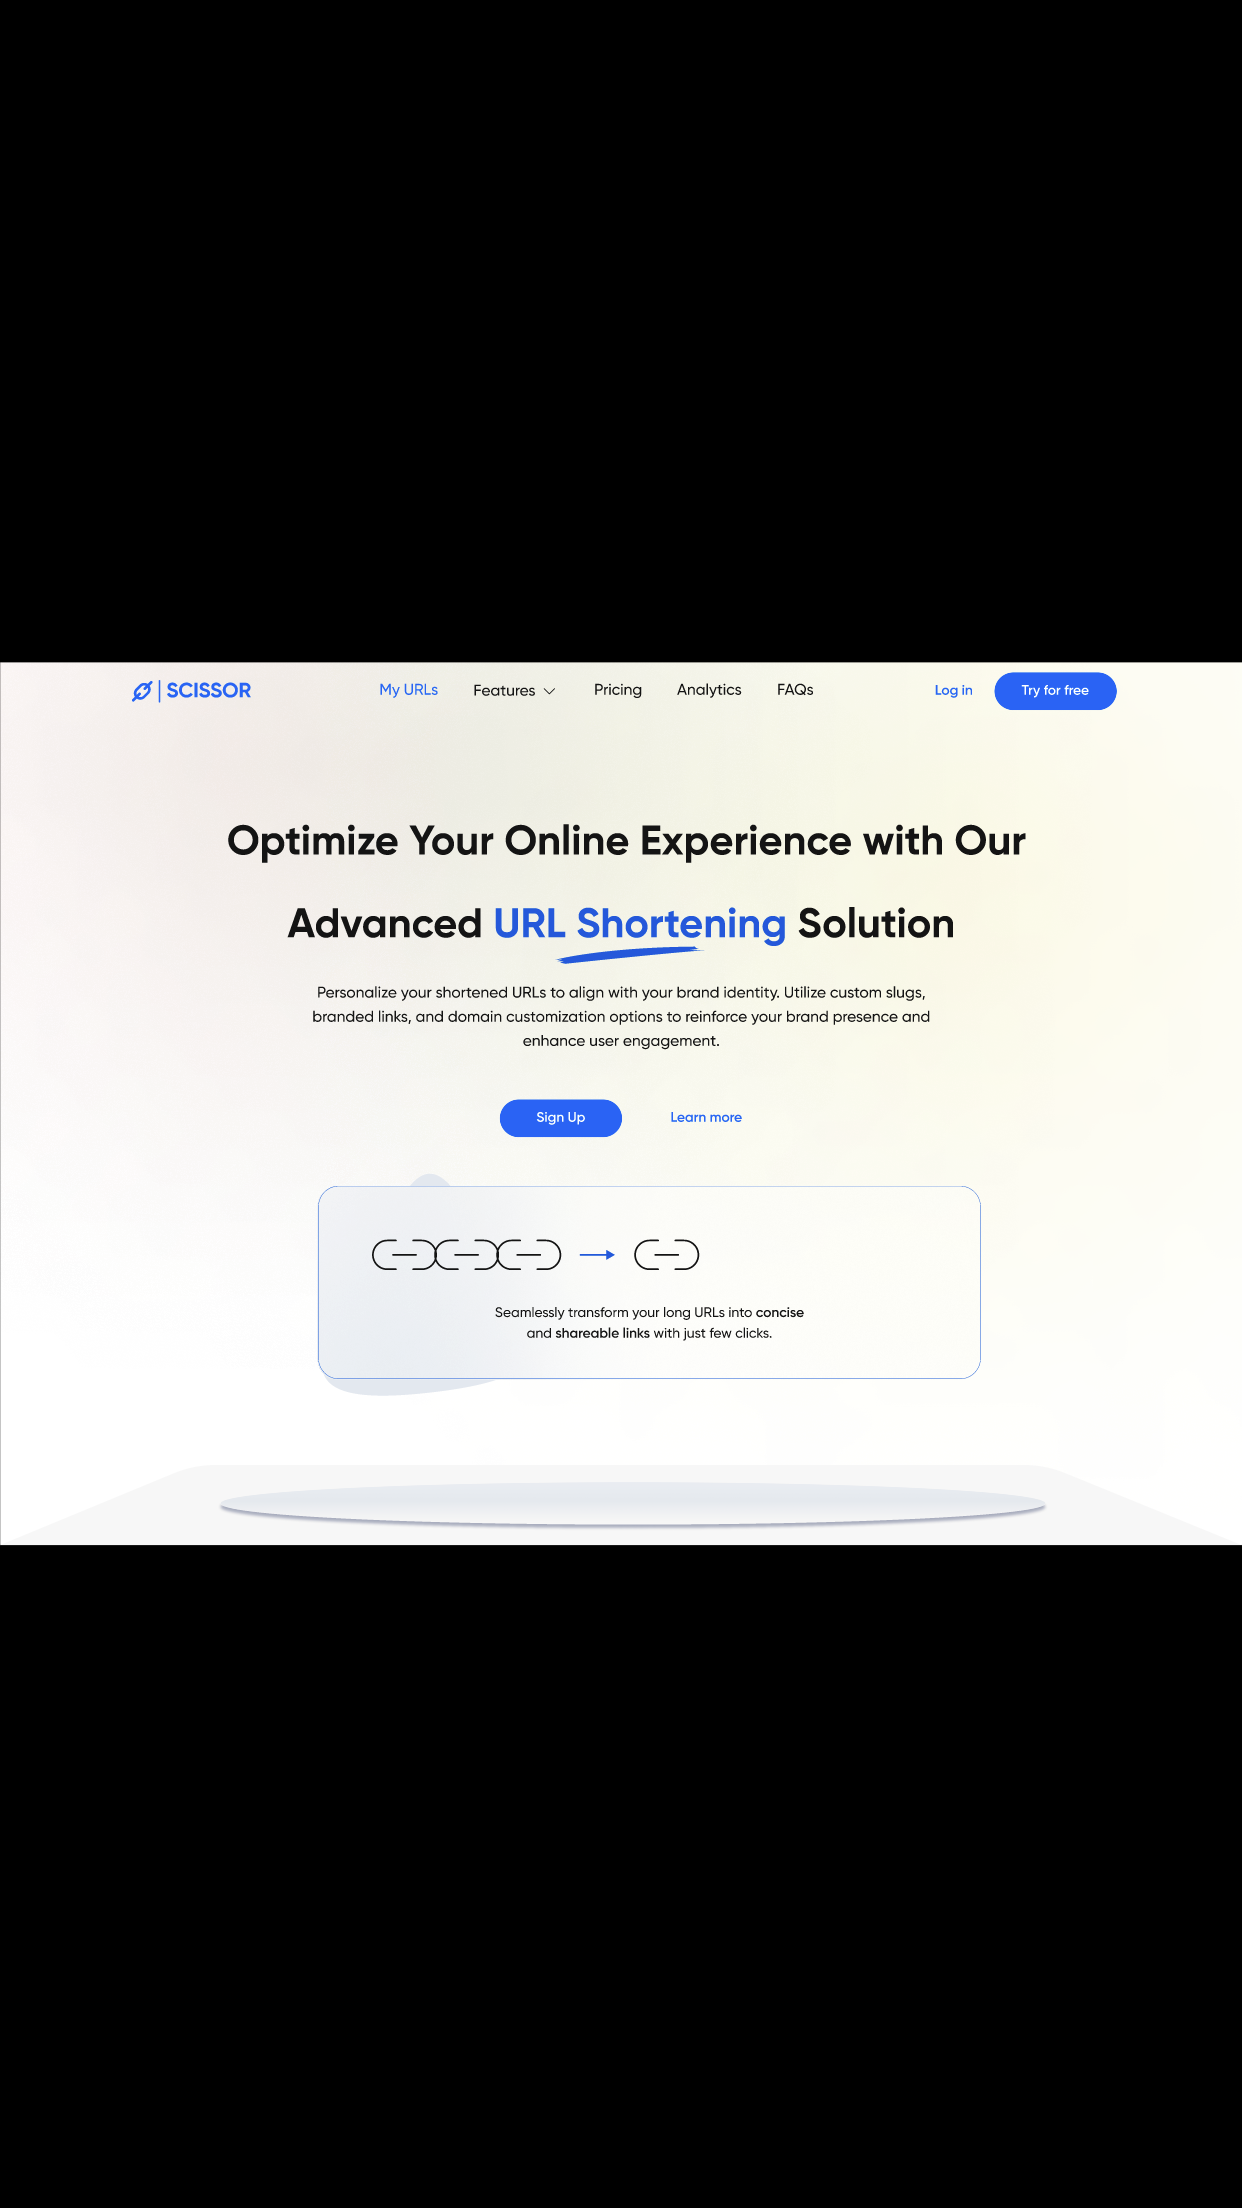 SCISSOR
My URLs
Features
Pricing
Analytics
FAQs
Log in
Try for free
Optimize Your Online Experience with Our
Advanced URL Shortening Solution
Personalize your shortened URLs to align with your brand identity. Utilize custom slugs,
branded links, and domain customization options to reinforce your brand presence and
enhance user engagement.
Sign Up
Learn more
Seamlessly transform your long URLs into concise
and shareable links with just few clicks.